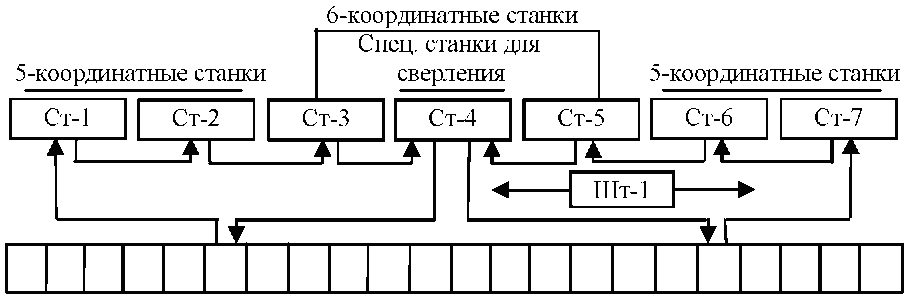 6-координатные станки
Спец. станки для
сверления
5-координатные станки
5-координатные станки
Ст-1
Ст-2
Ст-3
Ст-4
Ст-5
Ст-6
Ст-7
Шт-1